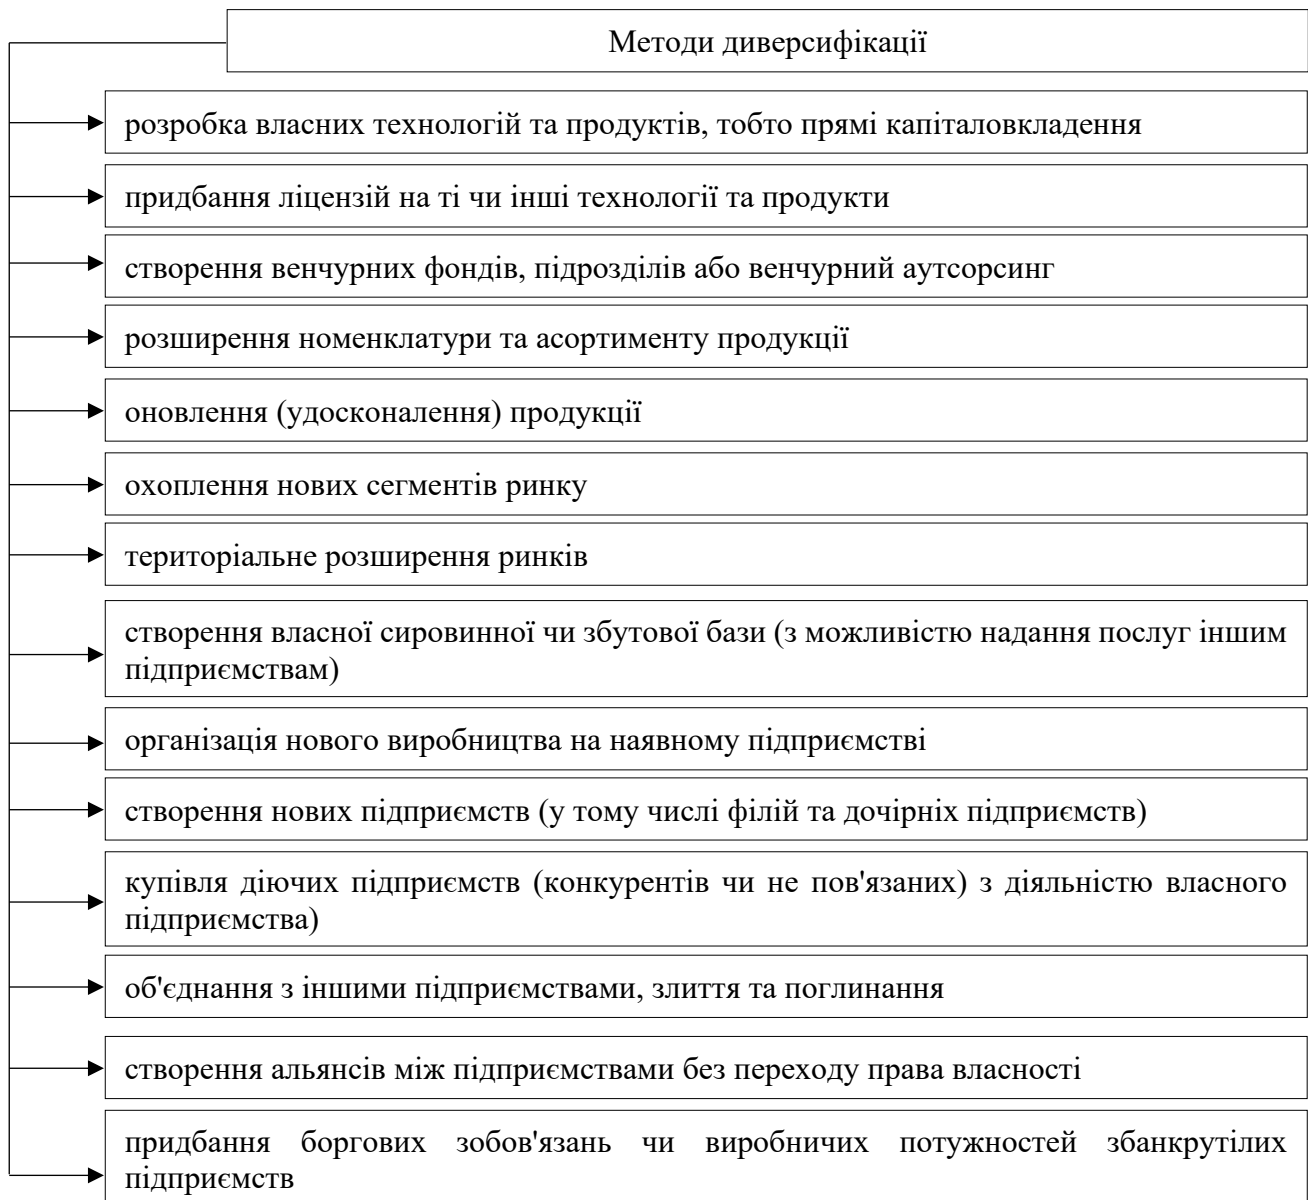 Методи диверсифікації
розробка власних технологій та продуктів, тобто прямі капіталовкладення
придбання ліцензій на ті чи інші технології та продукти
створення венчурних фондів, підрозділів або венчурний аутсорсинг
розширення номенклатури та асортименту продукції
оновлення (удосконалення) продукції
охоплення нових сегментів ринку
територіальне розширення ринків
створення власної сировинної чи збутової бази (з можливістю надання послуг іншим
підприємствам)
організація нового виробництва на наявному підприємстві
створення нових підприємств (у тому числі філій та дочірніх підприємств)
купівля діючих підприємств (конкурентів чи не пов'язаних) з діяльністю власного
підприємства)
об'єднання з іншими підприємствами, злиття та поглинання
створення альянсів між підприємствами без переходу права власності
придбання боргових зобов'язань чи виробничих потужностей збанкрутілих
підприємств